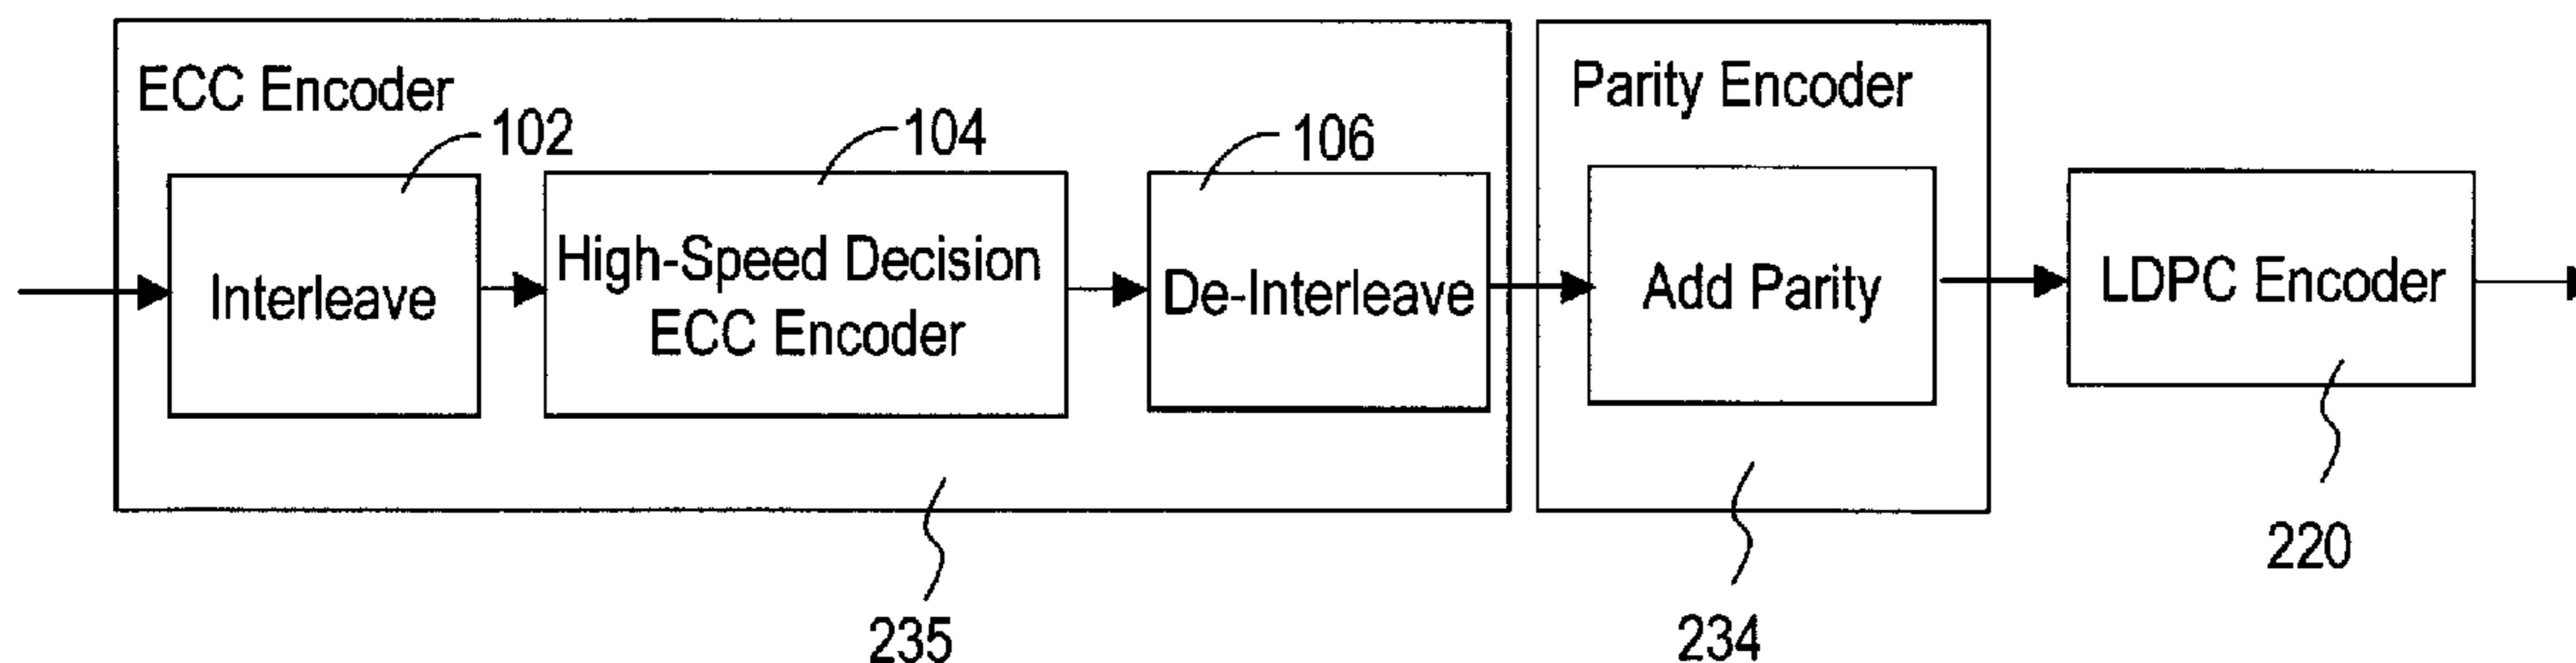 ECC Encoder
102
104
106
Interleave
High-Speed Decision
ECC Encoder
De-Interleave
235
Parity Encoder
Add Parity
234
LDPC Encoder
220